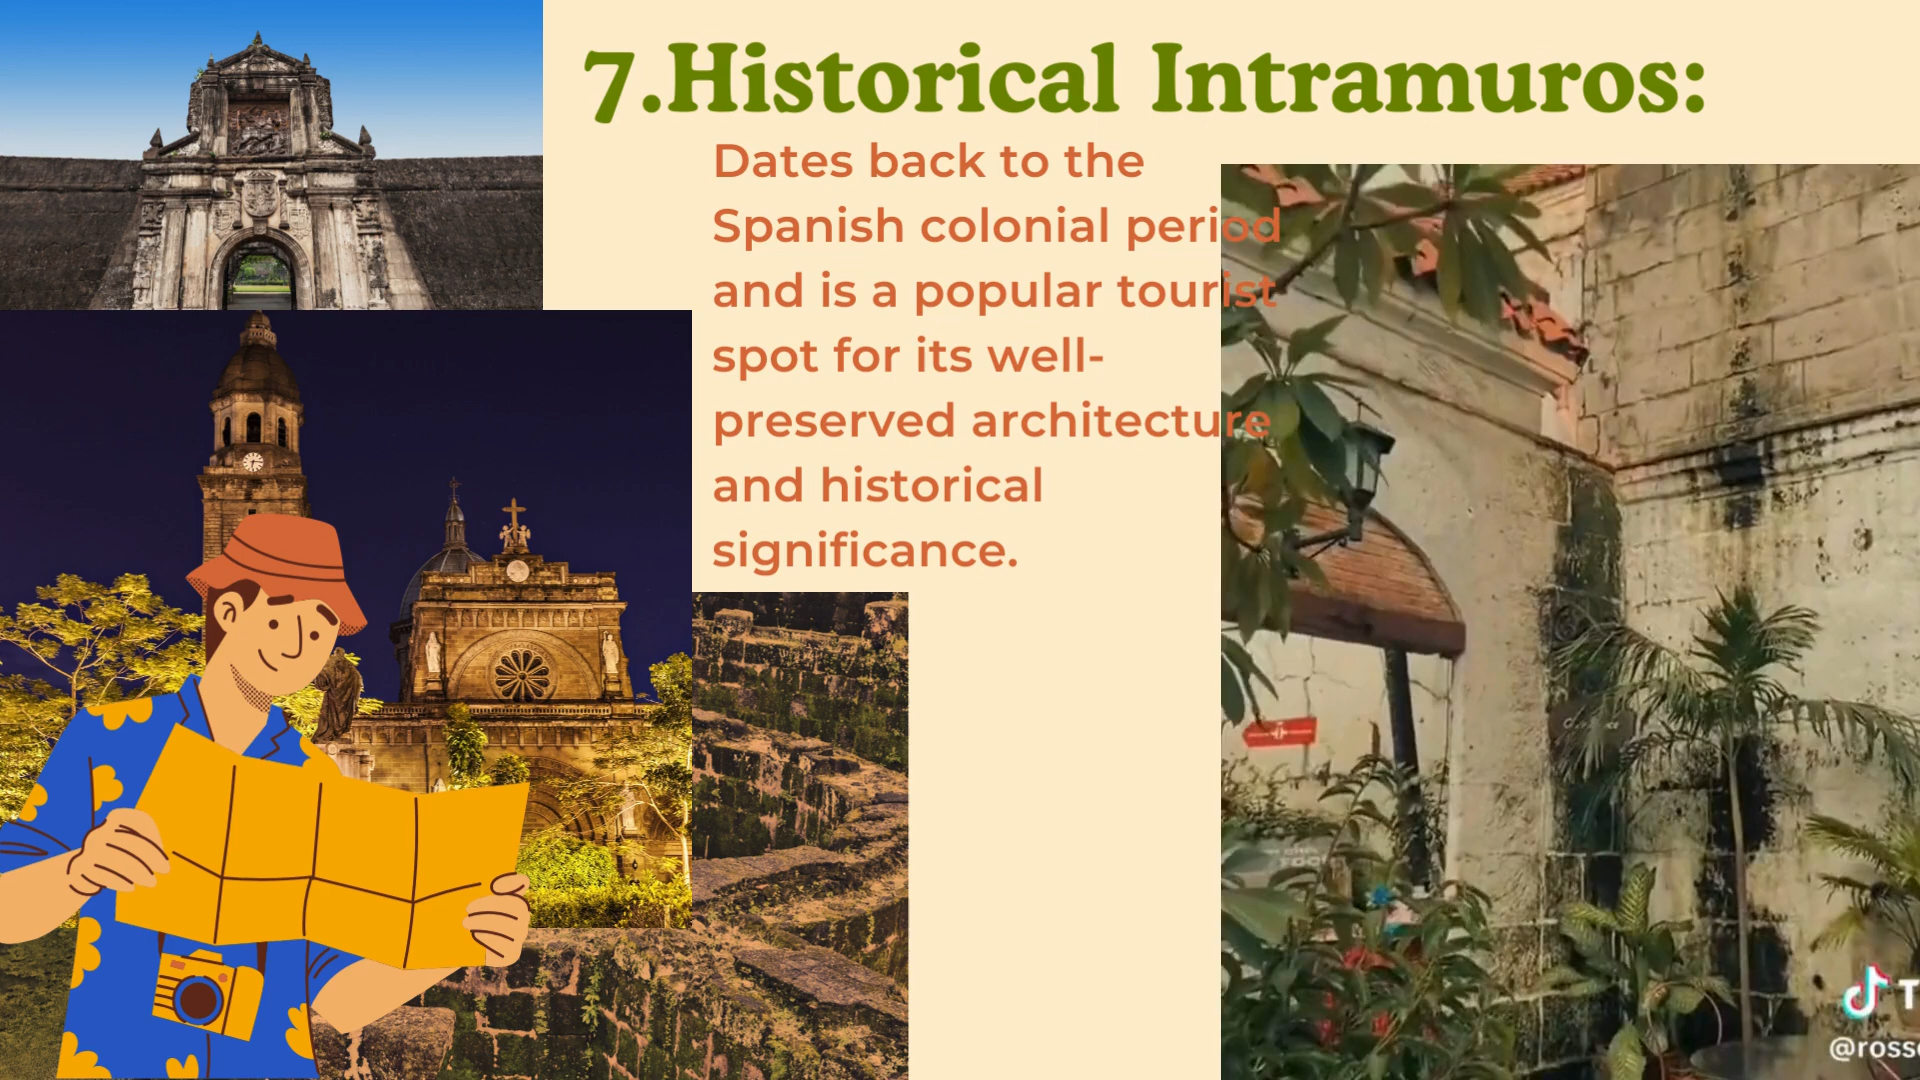 7.Historical Intramuros:
Dates back to the
Spanish colonial period
and is a popular tourist
spot for its well-
preserved architecture
and historical
significance.